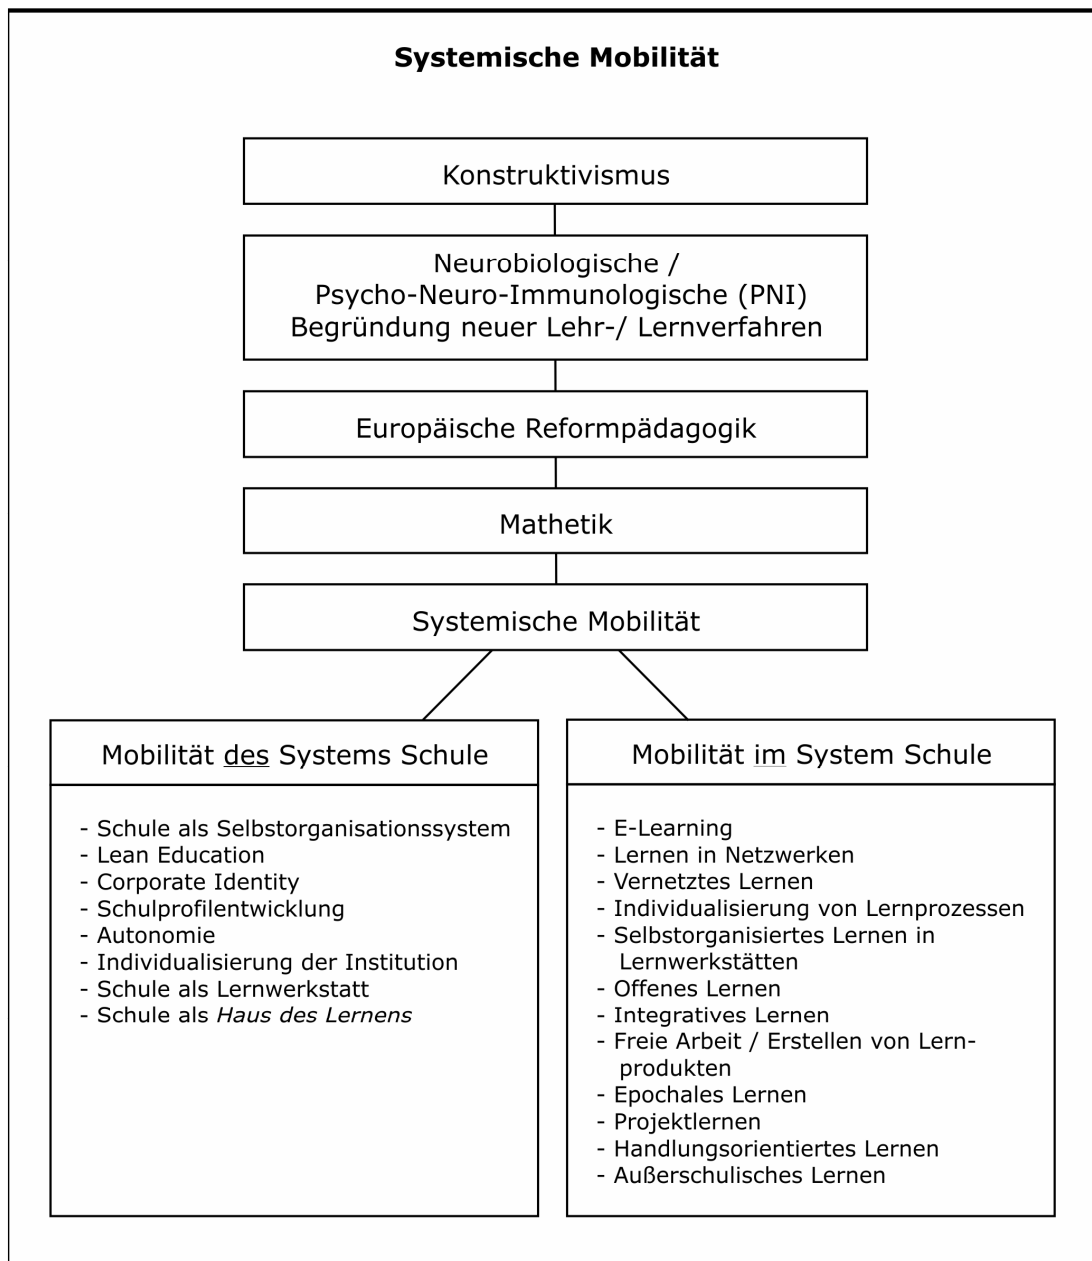 Systemische Mobilität
Konstruktivismus
Neurobiologische /
Psycho-Neuro-Immunologische (PNI)
Begründung neuer Lehr-/ Lernverfahren
Europäische Reformpädagogik
Mathetik
Systemische Mobilität
Mobilität des Systems Schule
- Schule als Selbstorganisationssystem
- Lean Education
- Corporate Identity
- Schulprofilentwicklung
- Autonomie
- Individualisierung der Institution
- Schule als Lernwerkstatt
- Schule als Haus des Lernens
Mobilität im System Schule
- E-Learning
- Lernen in Netzwerken
- Vernetztes Lernen
- Individualisierung von Lernprozessen
- Selbstorganisiertes Lernen in
Lernwerkstätten
- Offenes Lernen
- Integratives Lernen
- Freie Arbeit / Erstellen von Lern-
produkten
- Epochales Lernen
- Projektlernen
- Handlungsorientiertes Lernen
- Außerschulisches Lernen